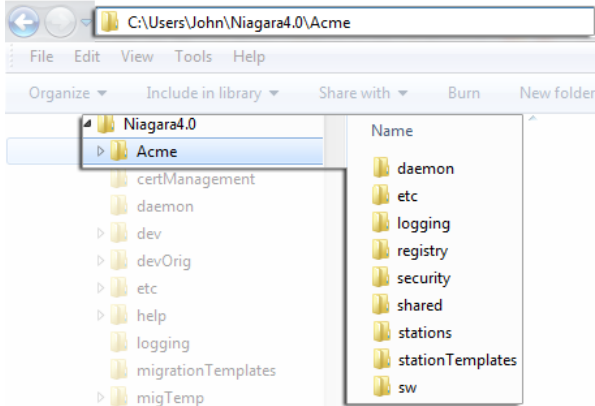 C:\Users\John\Niagara4.0\Acme
File Edit View Tools Help
Organize Include in library Share with Burn New folder
Niagara4.0
Acme
certManagement
daemon
dev
devOrig
etc
help
logging
migrationTemplates
migTemp
Name
daemon
etc
logging
registry
security
shared
stations
stationTemplates
sw